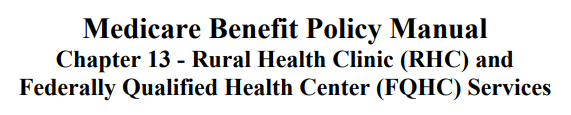 Medicare Benefit Policy Manual
Chapter 13 - Rural Health Clinic (RHC) and
Federally Qualified Health Center (FQHC) Services